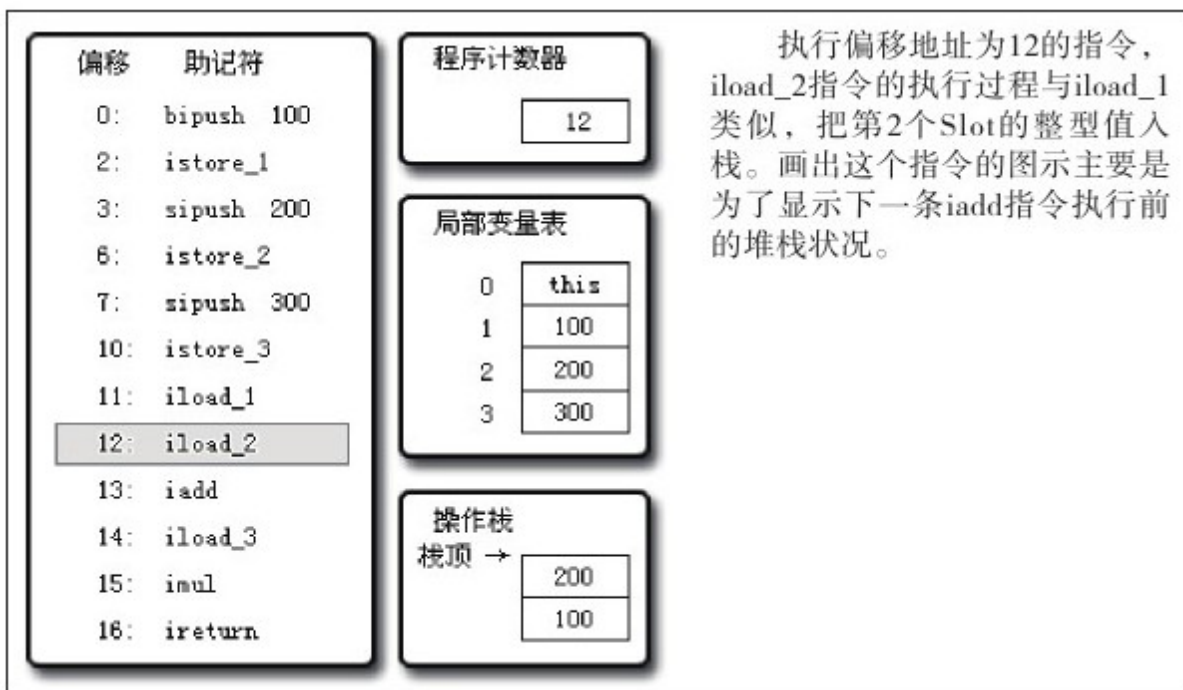 偏移 助记符
0: bipush 100
2: istore_1
3: sipush 200
6: istore_2
7: sipush 300
10: istore_3
11: iload_1
12: iload_2
13: iadd
14: iload_3
15: imul
16: ireturn
程序计数器
12
局部变量表
0 this
1 100
2 200
3 300
操作栈
栈顶 →
200
100
执行偏移地址为12的指令，
iload_2指令的执行过程与iload_1
类似，把第2个Slot的整型值入
栈。画出这个指令的图示主要是
为了显示下一条iadd指令执行前
的堆栈状况。